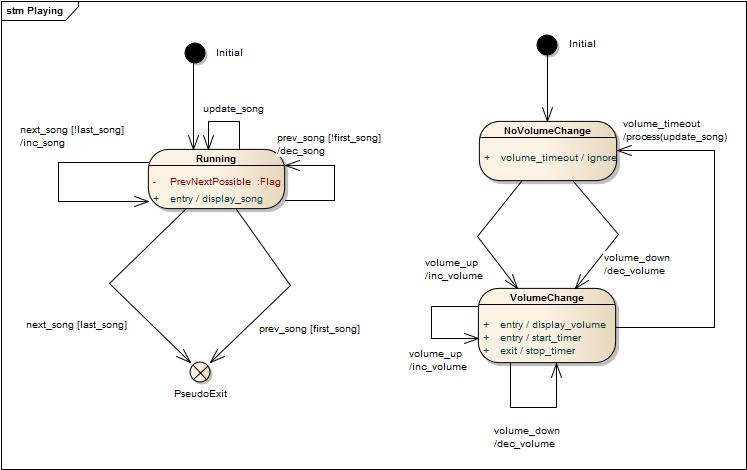 stm Playing
Initial
update_song
next_song [!last_song]
/inc_song
prev_song [!first_song]
/dec_song
Running
- PrevNextPossible :Flag
+ entry / display_song
next_song [last_song]
prev_song [first_song]
PseudoExit
Initial
NoVolumeChange
+ volume_timeout / ignore
volume_timeout
/process(update_song)
volume_up
/inc_volume
volume_down
/dec_volume
VolumeChange
+ entry / display_volume
+ entry / start_timer
+ exit / stop_timer
volume_up
/inc_volume
volume_down
/dec_volume